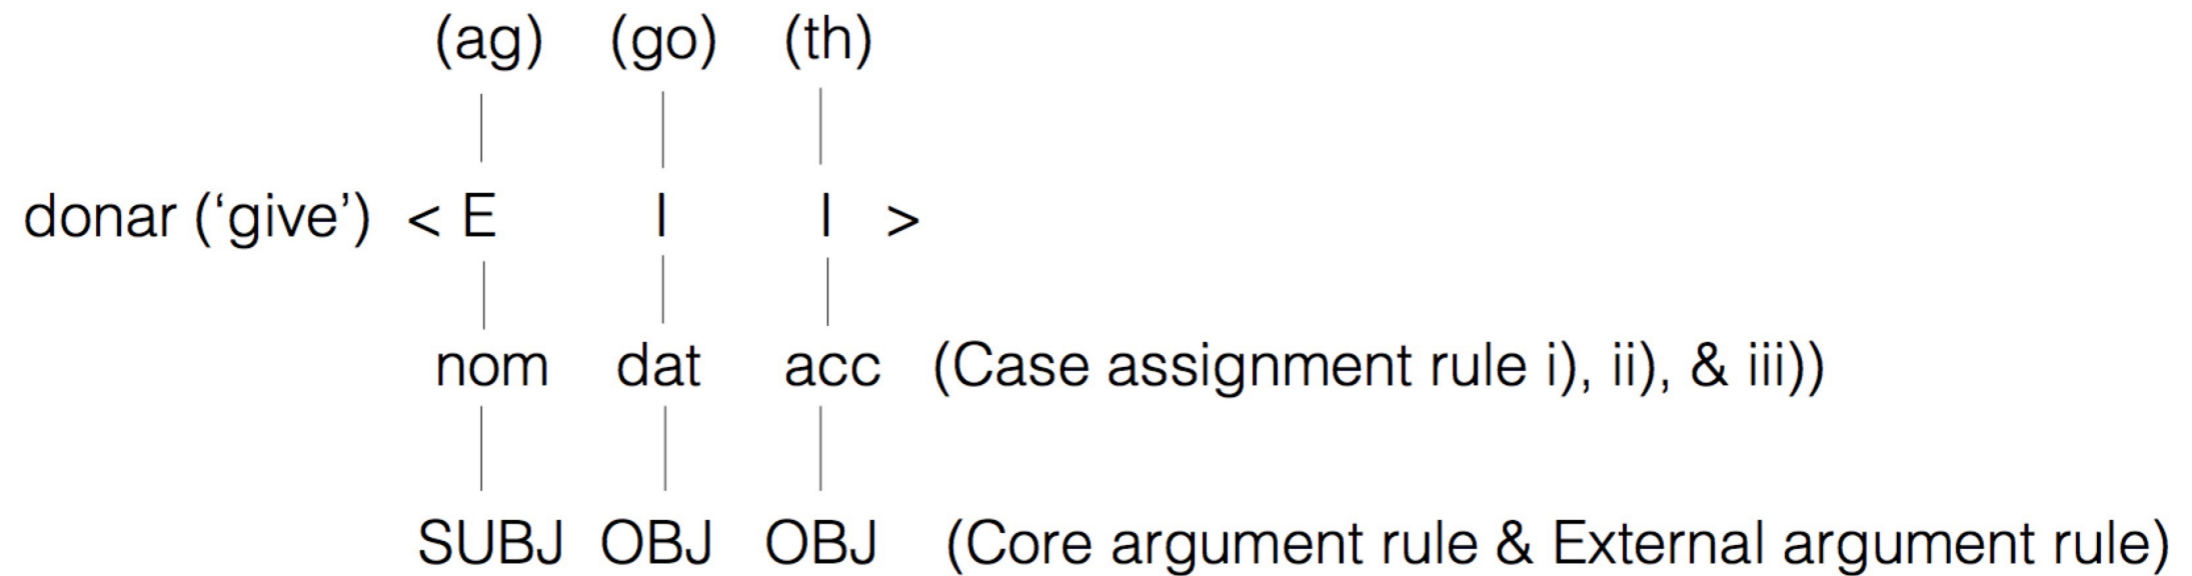 (ag) (go) (th)
donar (‘give’) < E I I >
nom dat acc (Case assignment rule i), ii), & iii))
SUBJ OBJ OBJ (Core argument rule & External argument rule)